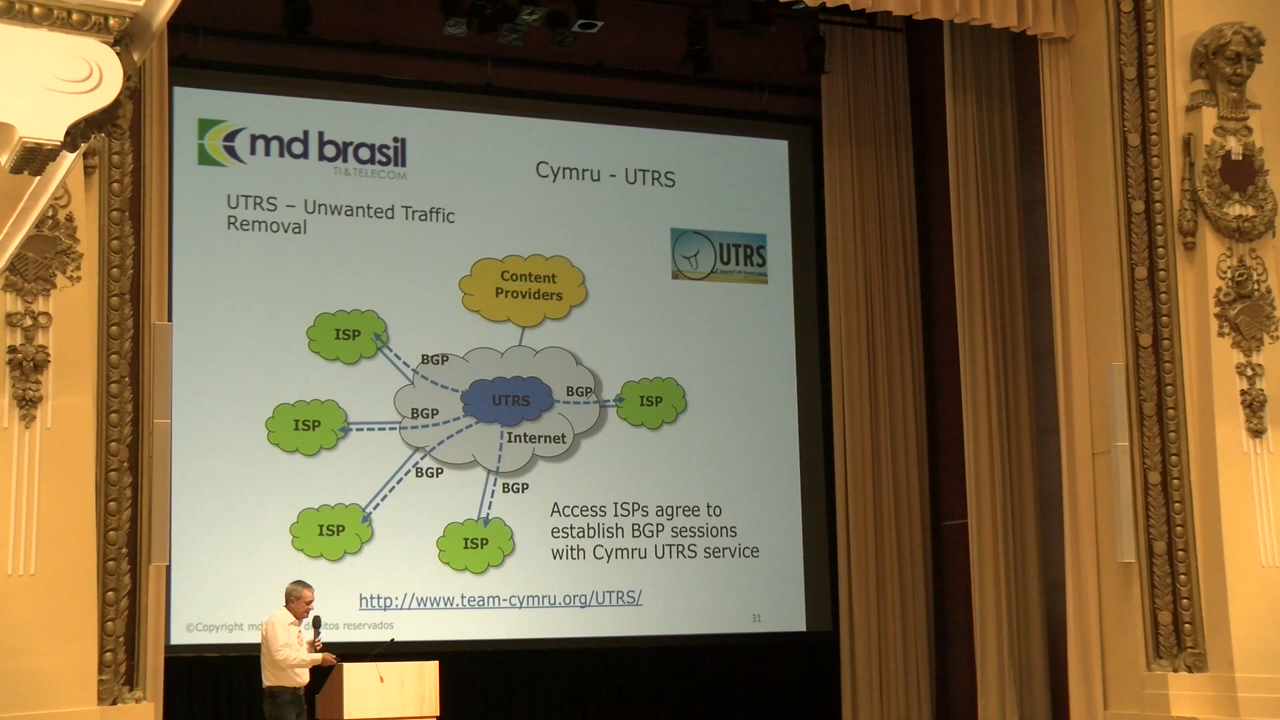 md brasil
TI & TELECOM
Cymru - UTRS
UTRS – Unwanted Traffic
Removal
UTRS
Content
Providers
ISP
BGP
UTRS
BGP
ISP
ISP
BGP
Internet
BGP
BGP
ISP
ISP
Access ISPs agree to
establish BGP sessions
with Cymru UTRS service
http://www.team-cymru.org/UTRS/
31
©Copyright reservados